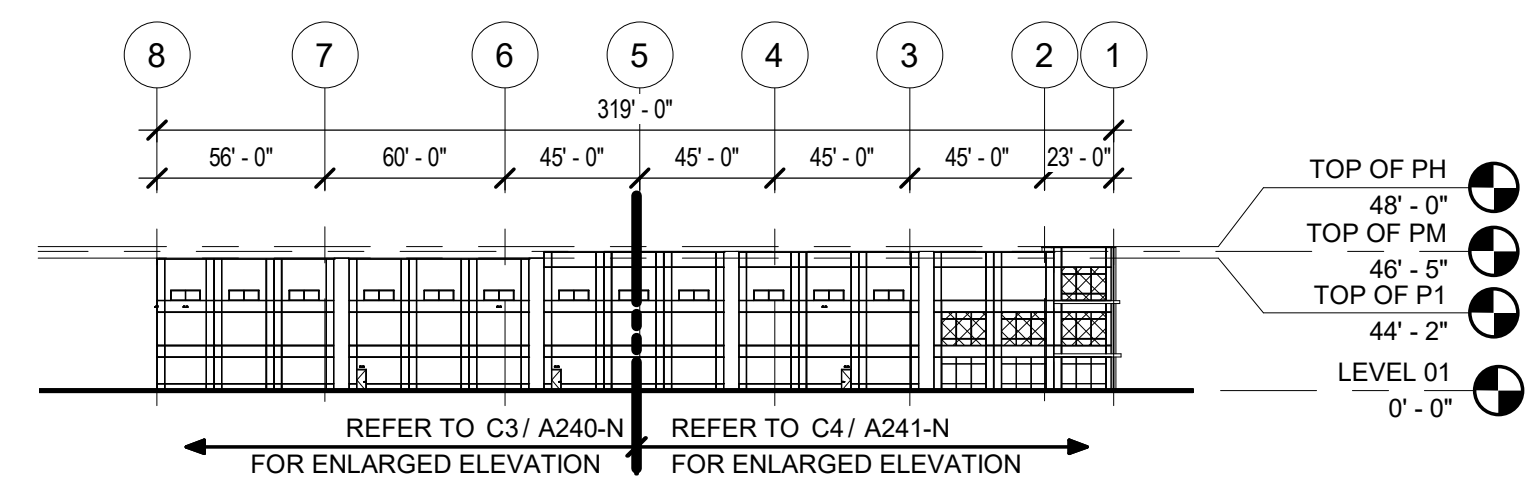 8 7 6 5 4 3 2 1
319' - 0"
56' - 0" 60' - 0" 45' - 0" 45' - 0" 45' - 0" 45' - 0" 23' - 0"
TOP OF PH
48' - 0"
TOP OF PM
46' - 5"
TOP OF P1
44' - 2"
LEVEL 01
0' - 0"
REFER TO C3 / A240-N
FOR ENLARGED ELEVATION
REFER TO C4 / A241-N
FOR ENLARGED ELEVATION